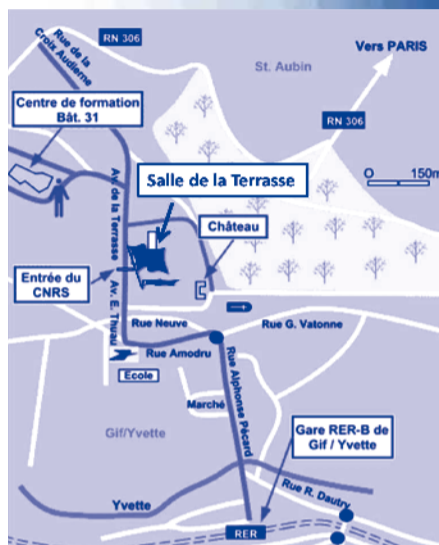 Rue de la
Croix Audierne
RN 306
Vers PARIS
St. Aubin
Centre de formation
Bât. 31
RN 306
O 150m
Av. de la Terrasse
Salle de la Terrasse
Château
Entrée du
CNRS
Av. E. Thuau
Rue Neuve
Rue G. Vatonne
Rue Amodru
Ecole
Rue Alphonse Pécard
Marché
Gif/Yvette
Gare RER-B de
Gif / Yvette
Rue R. Dautry
Yvette
RER